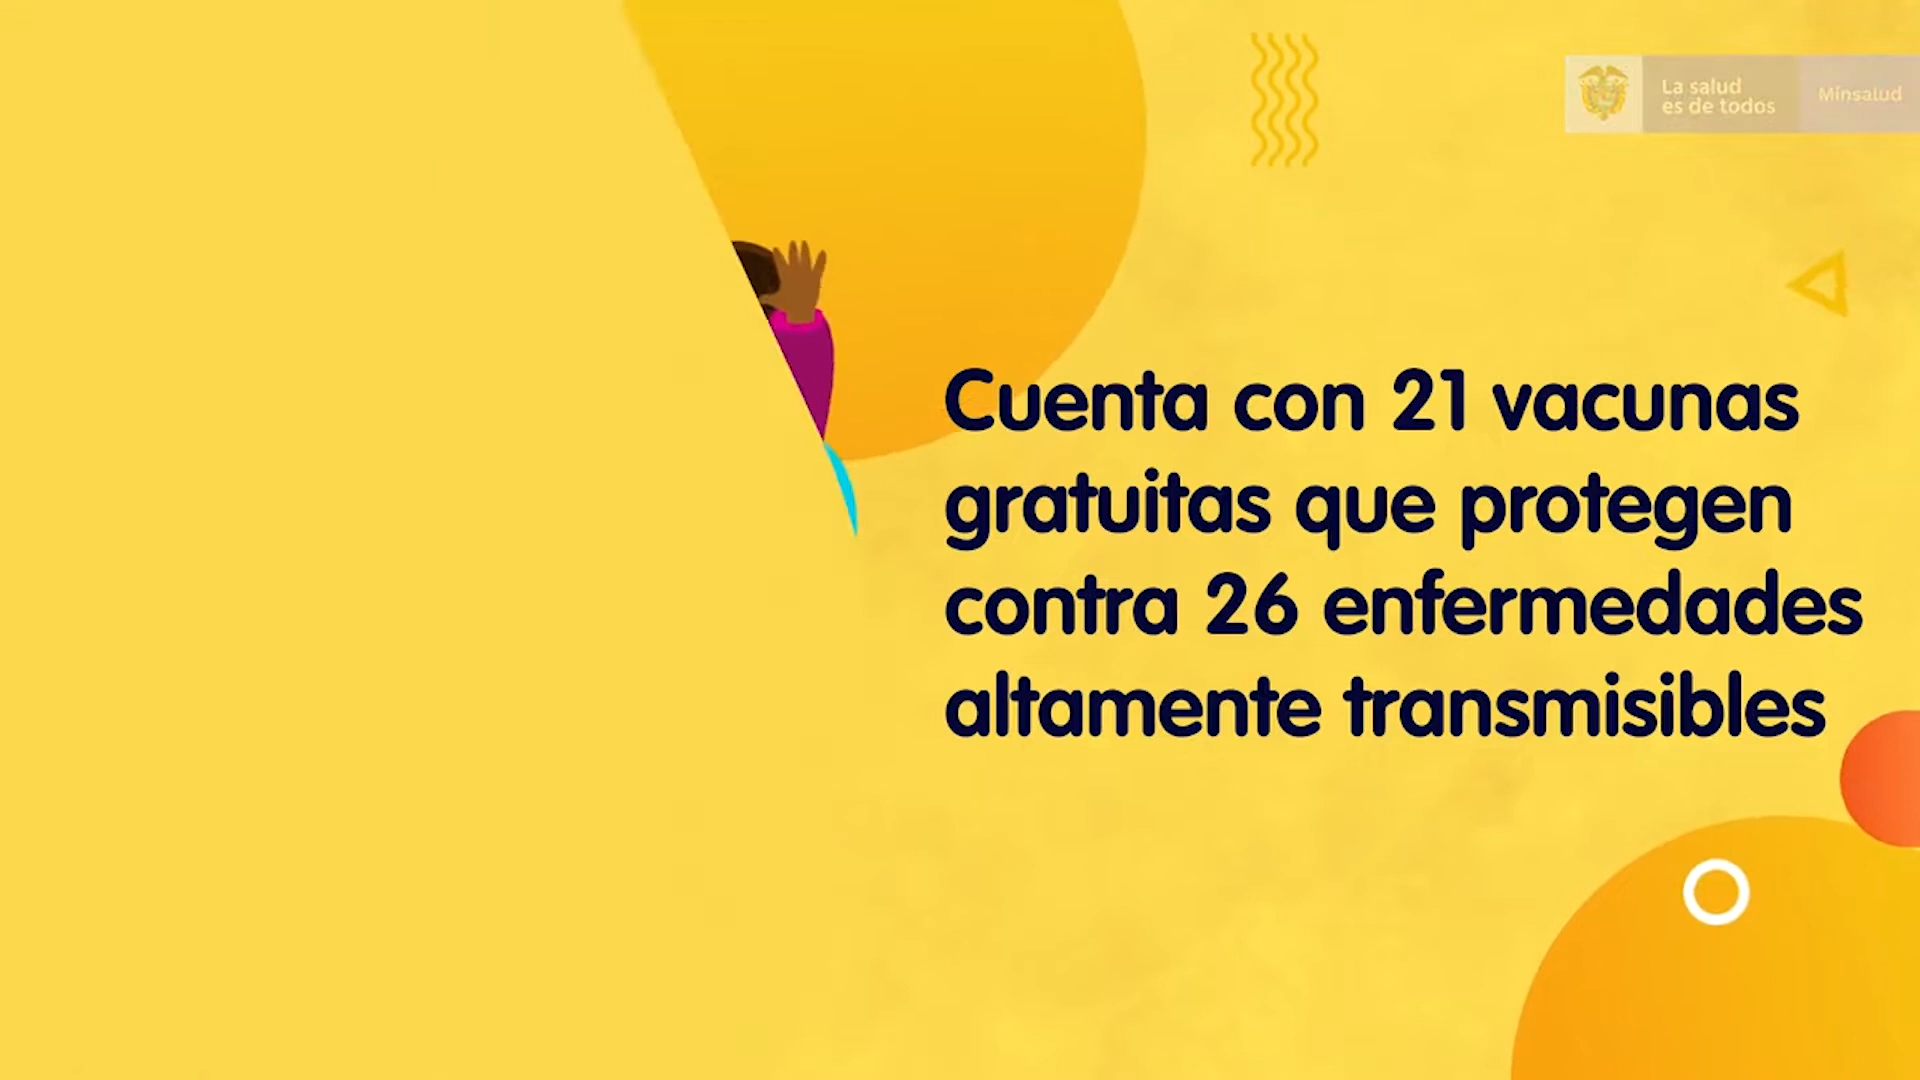 La salud
es de todos
Minsalud
Cuenta con 21 vacunas
gratuitas que protegen
contra 26 enfermedades
altamente transmisibles